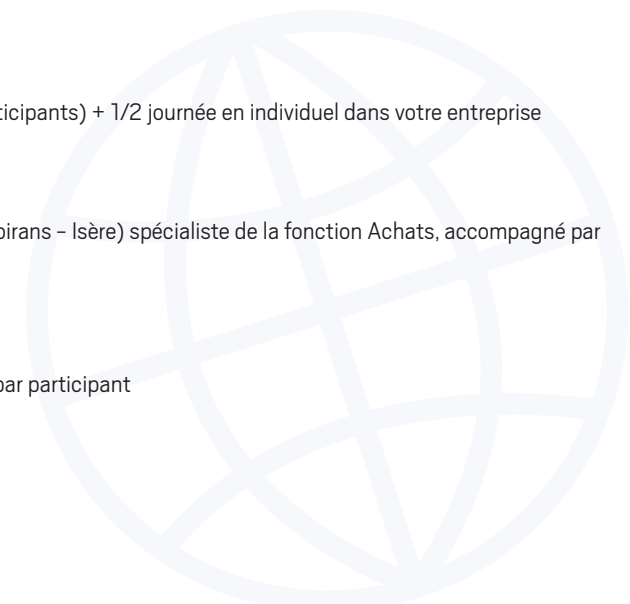 ticipants) + 1/2 journée en individuel dans votre entreprise
oirans – Isère) spécialiste de la fonction Achats, accompagné par
par participant